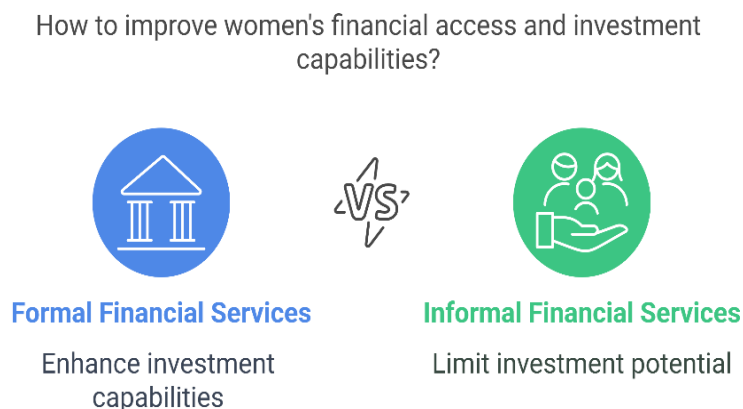 How to improve women's financial access and investment
capabilities?
VS
Formal Financial Services
Informal Financial Services
Enhance investment
capabilities
Limit investment potential